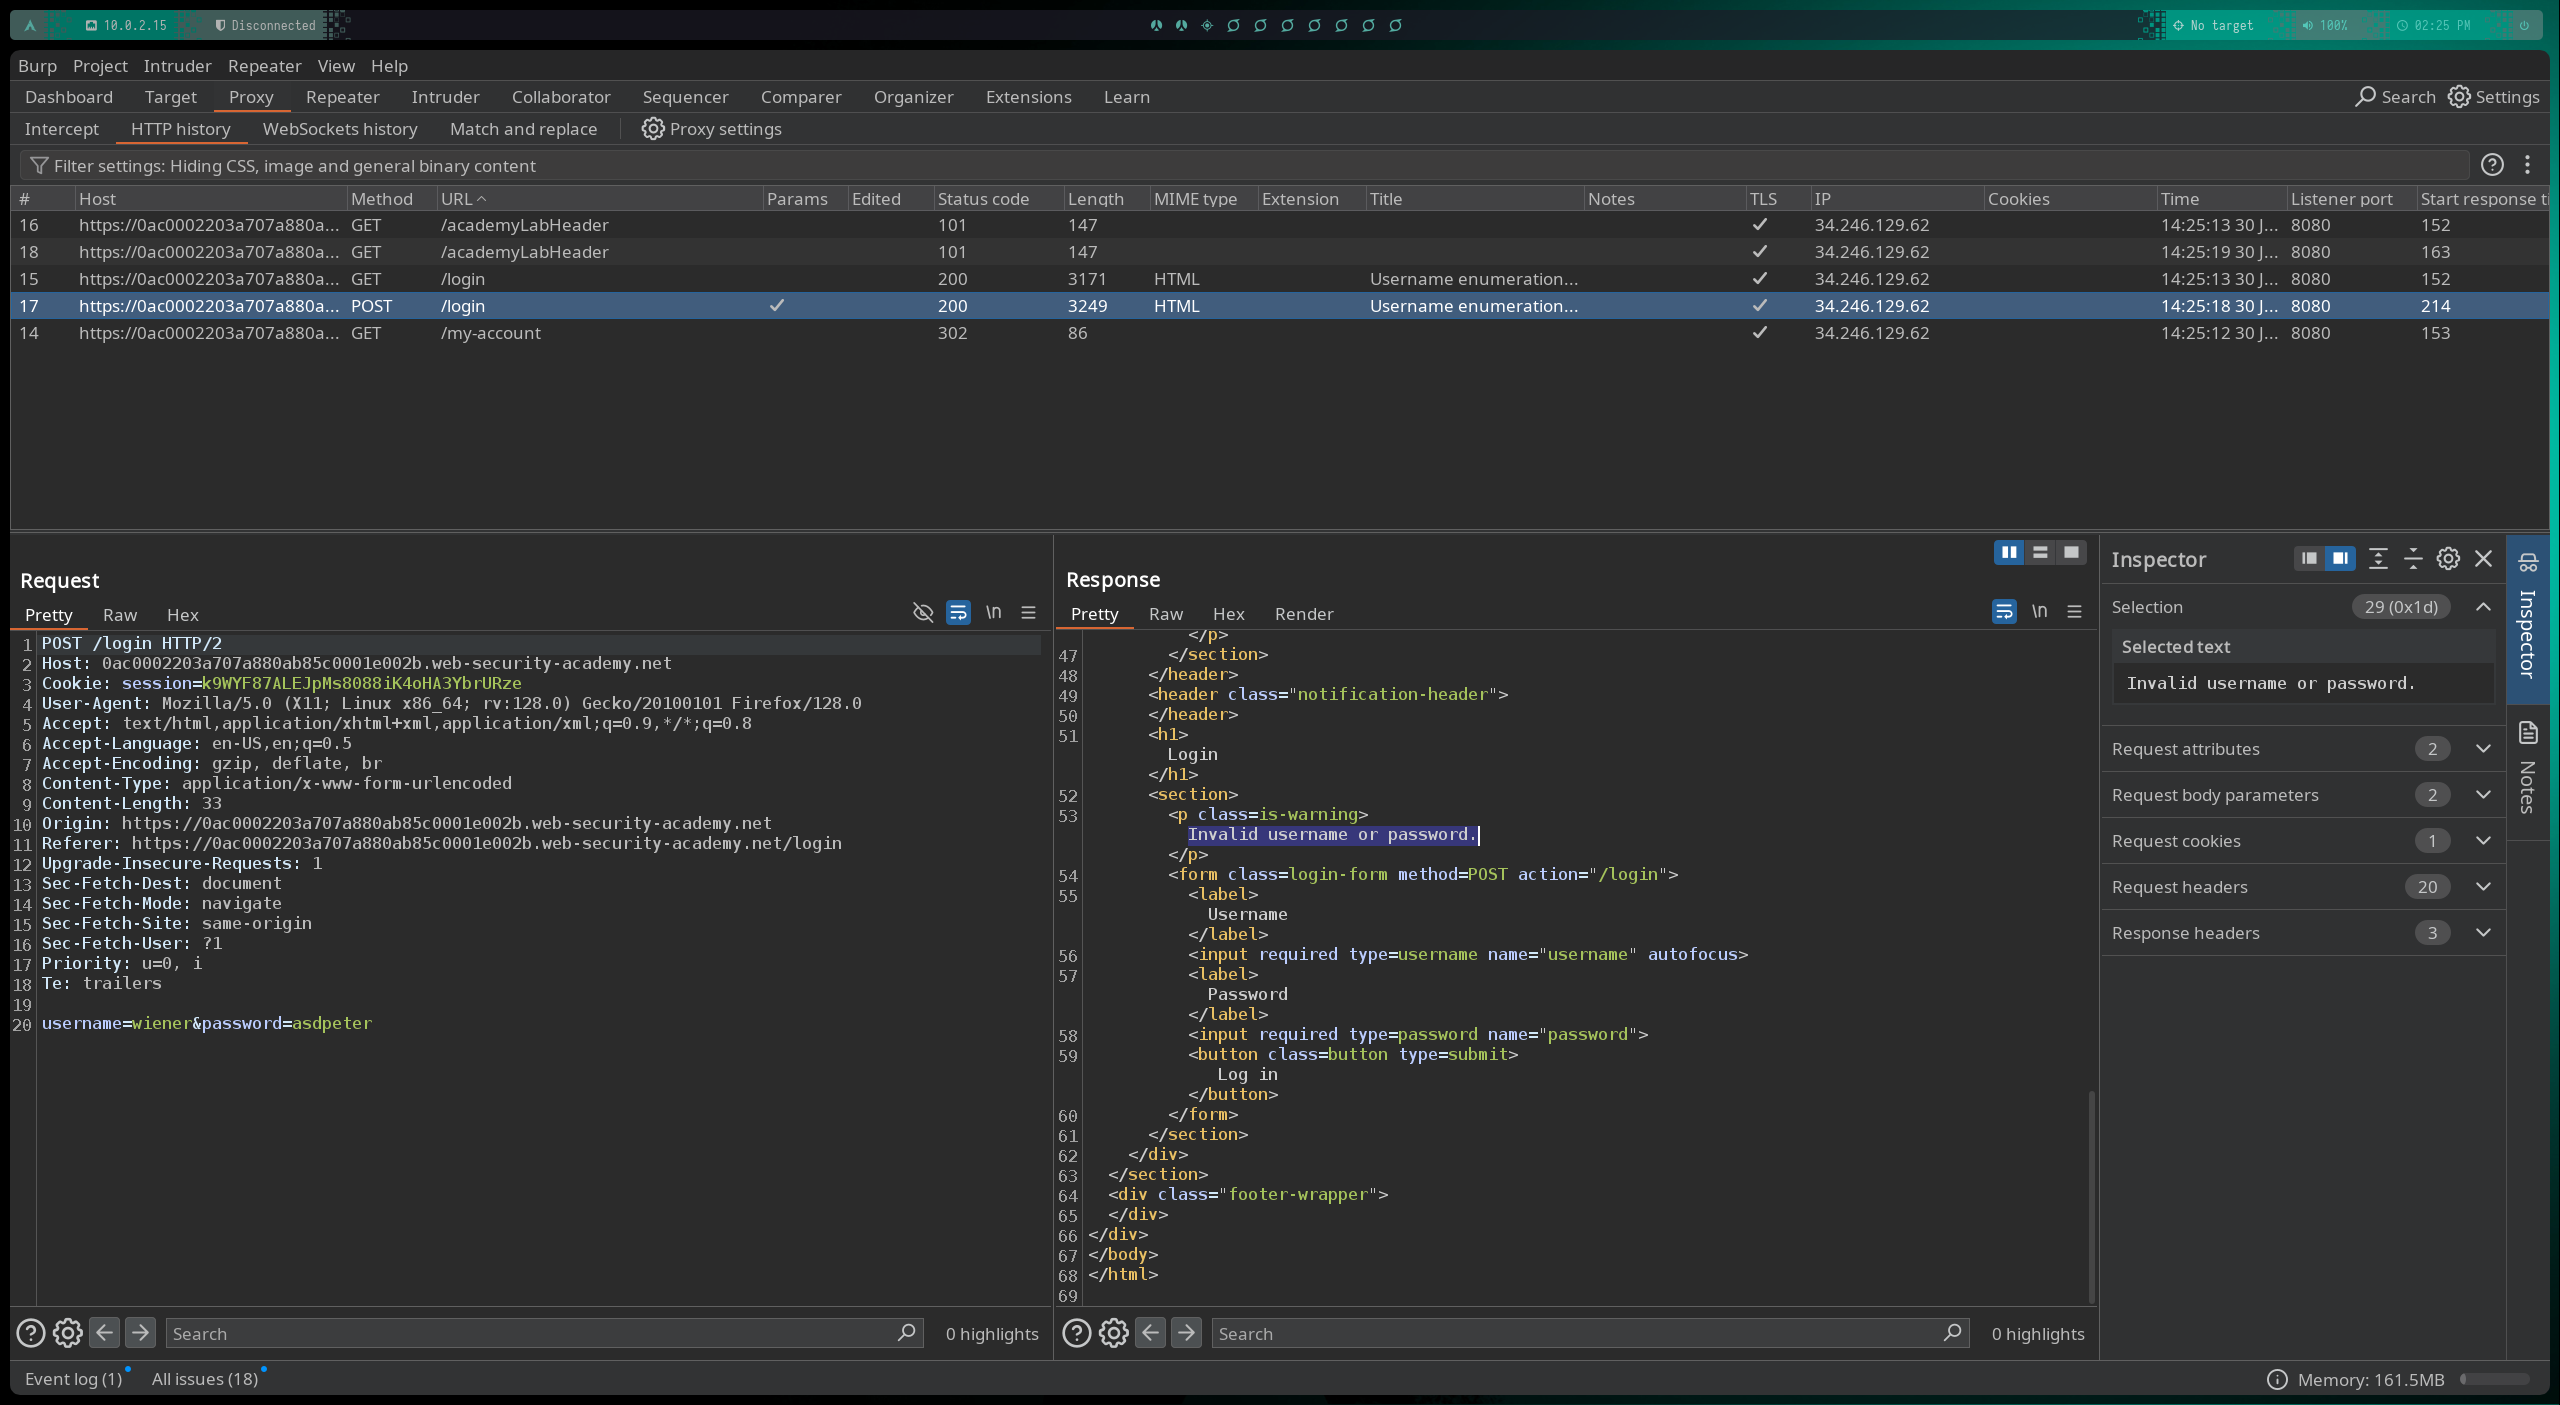 10.0.2.15 Disconnected No target 100% 02:25 PM
Burp Project Intruder Repeater View Help
Dashboard Target Proxy Repeater Intruder Collaborator Sequencer Comparer Organizer Extensions Learn Search Settings
Intercept HTTP history WebSockets history Match and replace Proxy settings
Filter settings: Hiding CSS, image and general binary content
# Host Method URL Params Edited Status code Length MIME type Extension Title Notes TLS IP Cookies Time Listener port Start response ti
16 https://0ac0002203a707a880a... GET /academyLabHeader 101 147 34.246.129.62 14:25:13 30 J... 8080 152
18 https://0ac0002203a707a880a... GET /academyLabHeader 101 147 34.246.129.62 14:25:19 30 J... 8080 163
15 https://0ac0002203a707a880a... GET /login 200 3171 HTML Username enumeration... 34.246.129.62 14:25:13 30 J... 8080 152
17 https://0ac0002203a707a880a... POST /login 200 3249 HTML Username enumeration... 34.246.129.62 14:25:18 30 J... 8080 214
14 https://0ac0002203a707a880a... GET /my-account 302 86 34.246.129.62 14:25:12 30 J... 8080 153
Request
Pretty Raw Hex \n
1 POST /login HTTP/2
2 Host: 0ac0002203a707a880ab85c0001e002b.web-security-academy.net
3 Cookie: session=k9WYF87ALEJpMs8088iK4oHA3YbrURze
4 User-Agent: Mozilla/5.0 (X11; Linux x86_64; rv:128.0) Gecko/20100101 Firefox/128.0
5 Accept: text/html,application/xhtml+xml,application/xml;q=0.9,*/*;q=0.8
6 Accept-Language: en-US,en;q=0.5
7 Accept-Encoding: gzip, deflate, br
8 Content-Type: application/x-www-form-urlencoded
9 Content-Length: 33
10 Origin: https://0ac0002203a707a880ab85c0001e002b.web-security-academy.net
11 Referer: https://0ac0002203a707a880ab85c0001e002b.web-security-academy.net/login
12 Upgrade-Insecure-Requests: 1
13 Sec-Fetch-Dest: document
14 Sec-Fetch-Mode: navigate
15 Sec-Fetch-Site: same-origin
16 Sec-Fetch-User: ?1
17 Priority: u=0, i
18 Te: trailers
19
20 username=wiener&password=asdpeter
Search 0 highlights
Response
Pretty Raw Hex Render \n
</p>
47 </section>
48 </header>
49 <header class="notification-header">
50 </header>
51 <h1>
Login
</h1>
52 <section>
53 <p class=is-warning>
Invalid username or password.
</p>
54 <form class=login-form method=POST action="/login">
55 <label>
Username
</label>
56 <input required type=username name="username" autofocus>
57 <label>
Password
</label>
58 <input required type=password name="password">
59 <button class=button type=submit>
Log in
</button>
60 </form>
61 </section>
62 </div>
63 </section>
64 <div class="footer-wrapper">
65 </div>
66 </div>
67 </body>
68 </html>
69
Search 0 highlights
Inspector
Selection 29 (0x1d)
Selected text
Invalid username or password.
Request attributes 2
Request body parameters 2
Request cookies 1
Request headers 20
Response headers 3
Inspector
Notes
Event log (1) All issues (18) Memory: 161.5MB